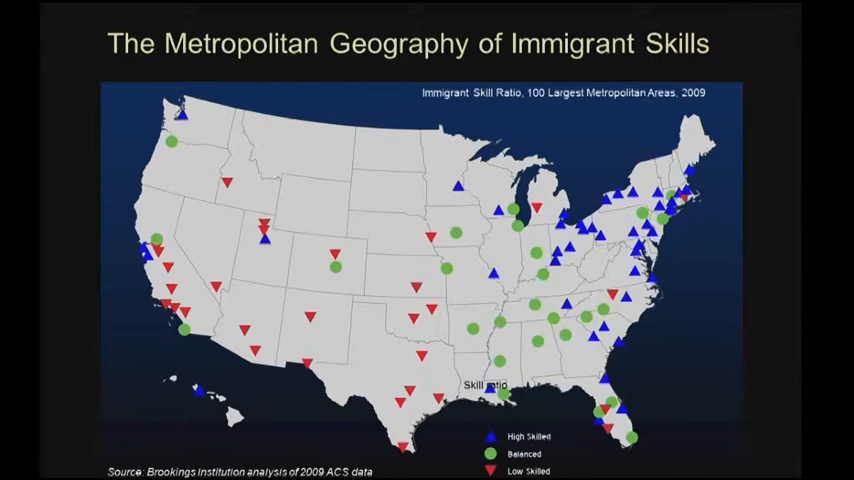 The Metropolitan Geography of Immigrant Skills
Immigrant Skill Ratio, 100 Largest Metropolitan Areas, 2009
Skill ratio
High Skilled
Balanced
Low Skilled
Source: Brookings Institution analysis of 2009 ACS data